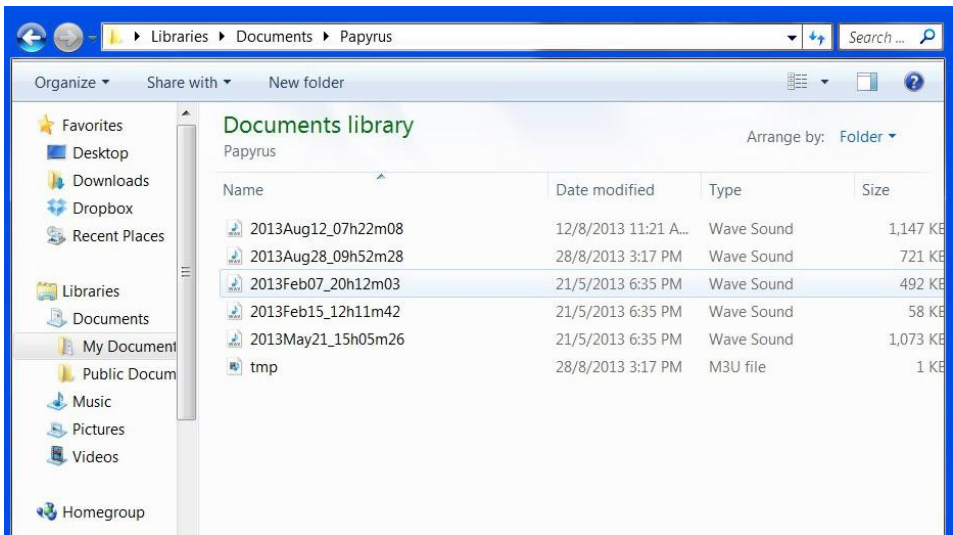 Libraries Documents Papyrus Search ...
Organize Share with New folder
Favorites
Desktop
Downloads
Dropbox
Recent Places
Libraries
Documents
My Document
Public Docum
Music
Pictures
Videos
Homegroup
Documents library
Papyrus
Arrange by: Folder
Name Date modified Type Size
2013Aug12_07h22m08 12/8/2013 11:21 A... Wave Sound 1,147 KB
2013Aug28_09h52m28 28/8/2013 3:17 PM Wave Sound 721 KB
2013Feb07_20h12m03 21/5/2013 6:35 PM Wave Sound 492 KB
2013Feb15_12h11m42 21/5/2013 6:35 PM Wave Sound 58 KB
2013May21_15h05m26 21/5/2013 6:35 PM Wave Sound 1,073 KB
tmp 28/8/2013 3:17 PM M3U file 1 KB